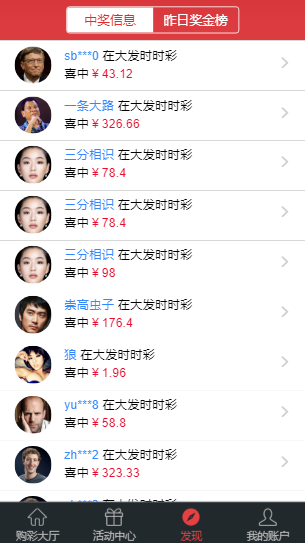 中奖信息 昨日奖金榜
sb***0 在大发时时彩
喜中 ¥ 43.12
一条大路 在大发时时彩
喜中 ¥ 326.66
三分相识 在大发时时彩
喜中 ¥ 78.4
三分相识 在大发时时彩
喜中 ¥ 78.4
三分相识 在大发时时彩
喜中 ¥ 98
崇高虫子 在大发时时彩
喜中 ¥ 176.4
狼 在大发时时彩
喜中 ¥ 1.96
yu***8 在大发时时彩
喜中 ¥ 58.8
zh***2 在大发时时彩
喜中 ¥ 323.33
购彩大厅 活动中心 发现 我的账户